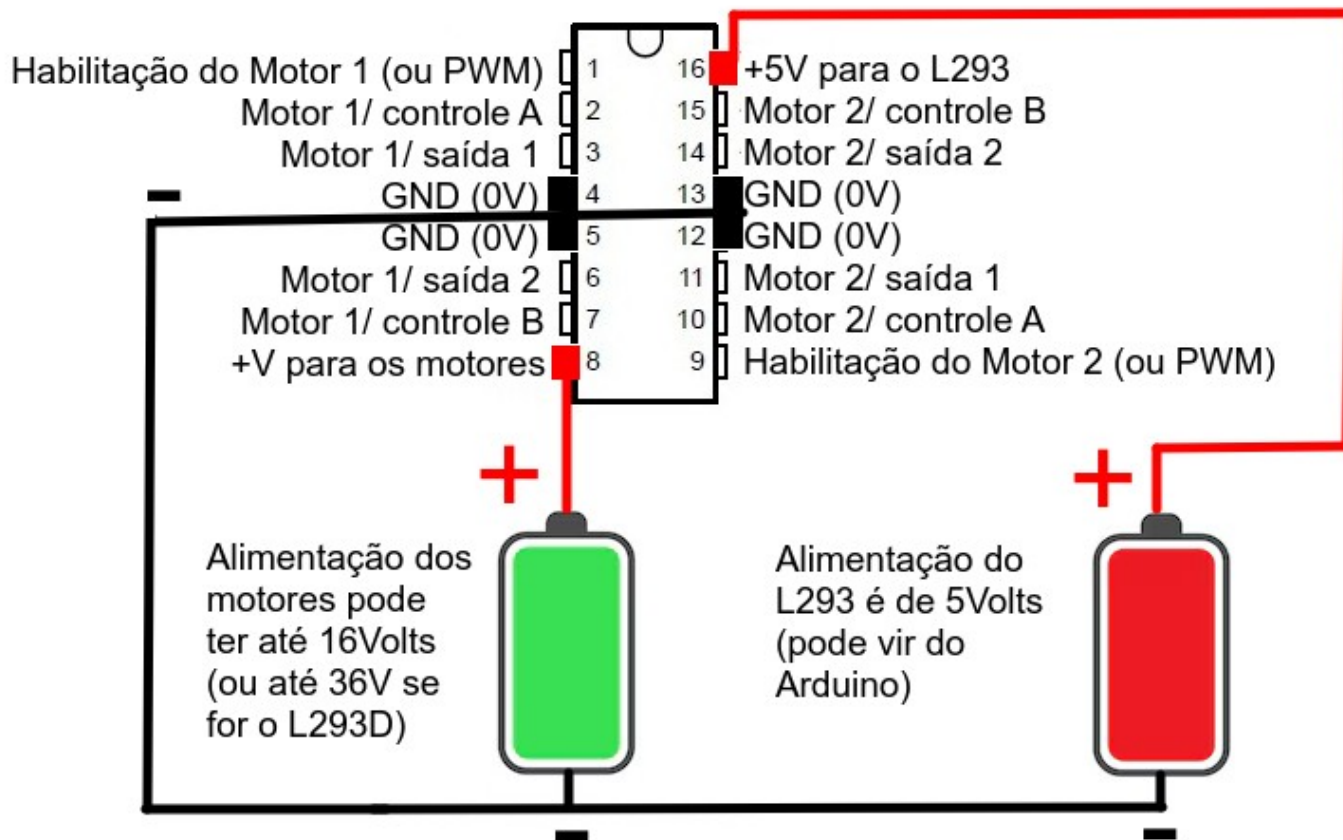 Habilitação do Motor 1 (ou PWM) 1 16 +5V para o L293
Motor 1/ controle A 2 15 Motor 2/ controle B
Motor 1/ saída 1 3 14 Motor 2/ saída 2
- GND (0V) 4 13 GND (0V)
GND (0V) 5 12 GND (0V)
Motor 1/ saída 2 6 11 Motor 2/ saída 1
Motor 1/ controle B 7 10 Motor 2/ controle A
+V para os motores 8 9 Habilitação do Motor 2 (ou PWM)
+ +
Alimentação dos
motores pode
ter até 16Volts
(ou até 36V se
for o L293D)
Alimentação do
L293 é de 5Volts
(pode vir do
Arduino)
- -